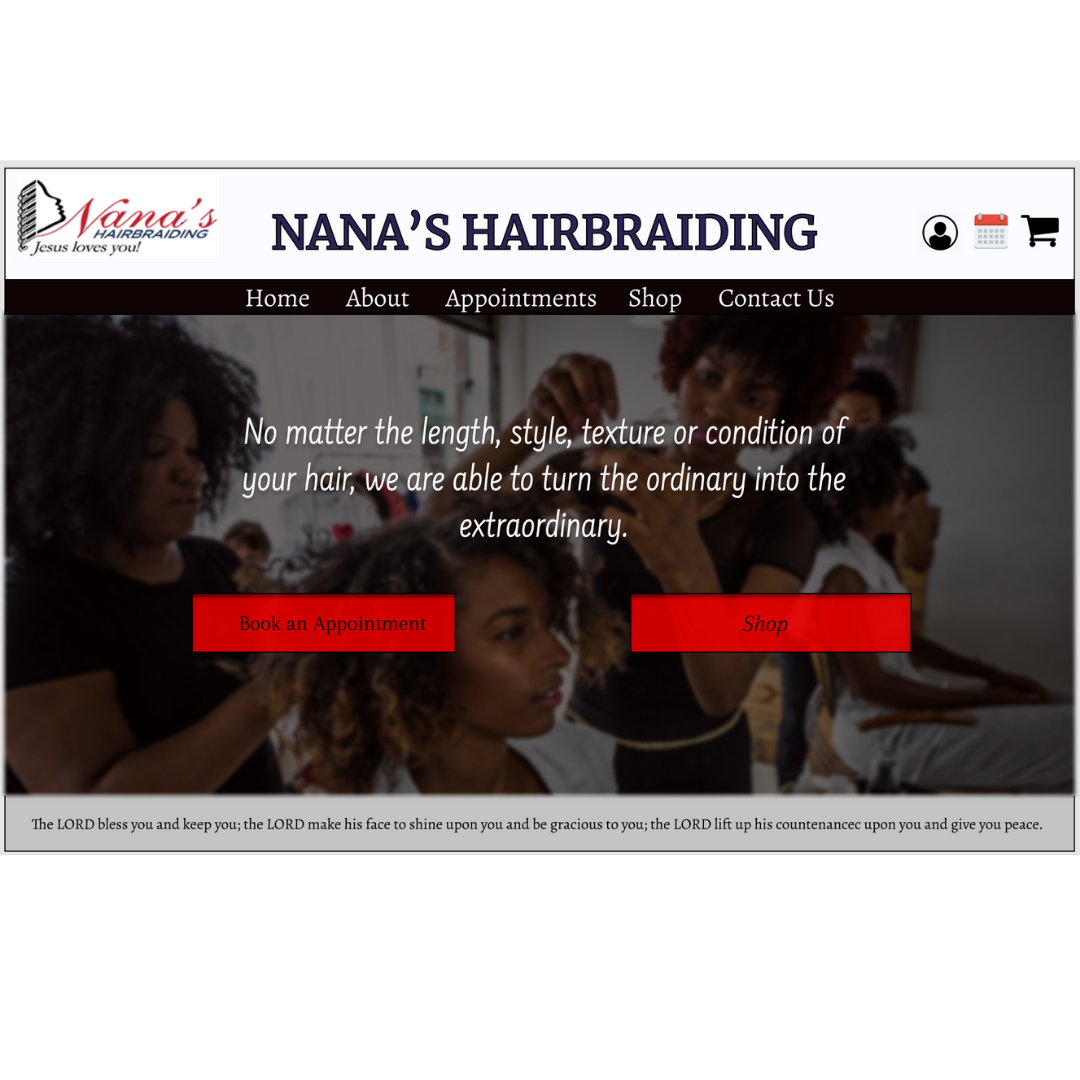 Nana's
HAIRBRAIDING
Jesus loves you!
NANA’S HAIRBRAIDING
Home About Appointments Shop Contact Us
No matter the length, style, texture or condition of
your hair, we are able to turn the ordinary into the
extraordinary.
Book an Appointment Shop
The LORD bless you and keep you; the LORD make his face to shine upon you and be gracious to you; the LORD lift up his countenancec upon you and give you peace.